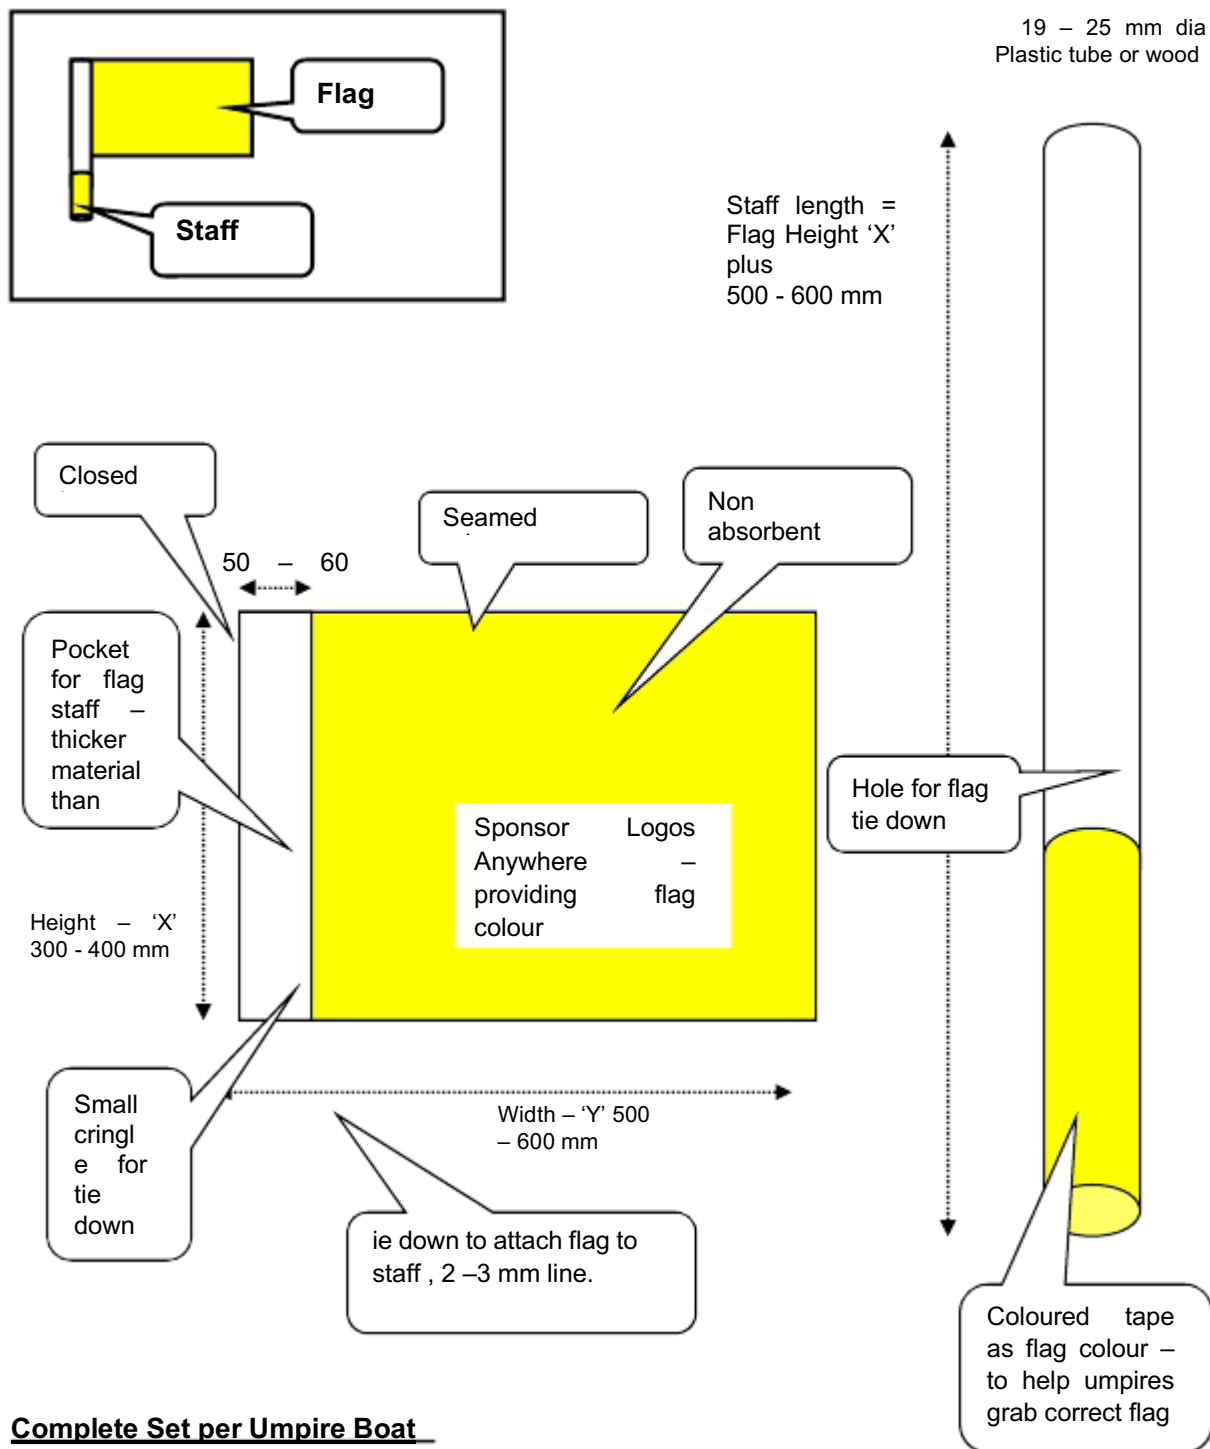 19 – 25 mm dia
Plastic tube or wood
Flag
Staff
Staff length =
Flag Height ‘X’
plus
500 - 600 mm
Closed
Seamed
Non
absorbent
50 – 60
Pocket
for flag
staff –
thicker
material
than
Hole for flag
tie down
Sponsor Logos
Anywhere –
providing flag
colour
Height – ‘X’
300 - 400 mm
Small
cringl
e for
tie
down
Width – ‘Y’ 500
– 600 mm
ie down to attach flag to
staff , 2 –3 mm line.
Coloured tape
as flag colour –
to help umpires
grab correct flag
Complete Set per Umpire Boat